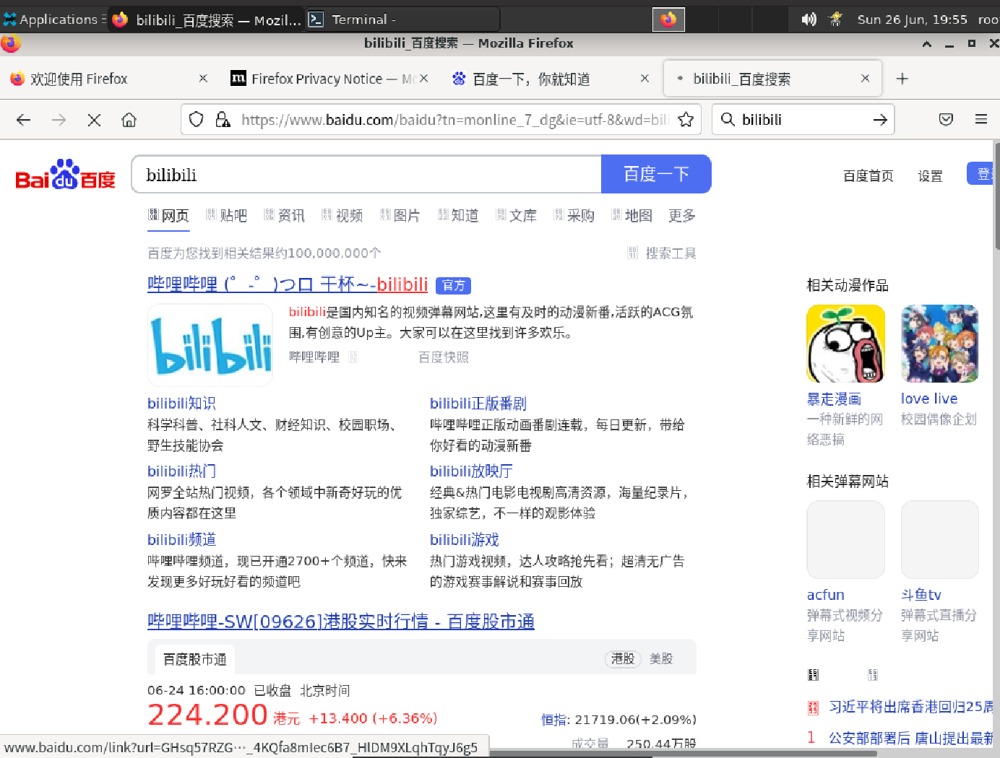 Applications
bilibili_百度搜索 — Mozil...
Terminal -
Sun 26 Jun, 19:55
roo
bilibili_百度搜索 — Mozilla Firefox
欢迎使用 Firefox
Firefox Privacy Notice — Mo
百度一下，你就知道
bilibili_百度搜索
https://www.baidu.com/baidu?tn=monline_7_dg&ie=utf-8&wd=bili
bilibili
Bai du 百度
bilibili
百度一下
百度首页
设置
登
网页 贴吧 资讯 视频 图片 知道 文库 采购 地图 更多
百度为您找到相关结果约100,000,000个
搜索工具
哔哩哔哩 (゜-゜)つロ 干杯~-bilibili 官方
bilibili
bilibili是国内知名的视频弹幕网站,这里有及时的动漫新番,活跃的ACG氛
围,有创意的Up主。大家可以在这里找到许多欢乐。
哔哩哔哩 百度快照
bilibili知识
科学科普、社科人文、财经知识、校园职场、
野生技能协会
bilibili正版番剧
哔哩哔哩正版动画番剧连载，每日更新，带给
你好看的动漫新番
bilibili热门
网罗全站热门视频，各个领域中新奇好玩的优
质内容都在这里
bilibili放映厅
经典&热门电影电视剧高清资源，海量纪录片，
独家综艺，不一样的观影体验
bilibili频道
哔哩哔哩频道，现已开通2700+个频道，快来
发现更多好玩好看的频道吧
bilibili游戏
热门游戏视频，达人攻略抢先看；超清无广告
的游戏赛事解说和赛事回放
哔哩哔哩-SW[09626]港股实时行情 - 百度股市通
百度股市通
港股 美股
06-24 16:00:00 已收盘 北京时间
224.200 港元 +13.400 (+6.36%)
恒指: 21719.06(+2.09%)
成交量 250.44万股
相关动漫作品
暴走漫画
一种新鲜的网
络恶搞
love live
校园偶像企划
相关弹幕网站
acfun
弹幕式视频分
享网站
斗鱼tv
弹幕式直播分
享网站
习近平将出席香港回归25周
1 公安部部署后 唐山提出最新
www.baidu.com/link?url=GHsq57RZG…_4KQfa8mIec6B7_HlDM9XLqhTqyJ6g5